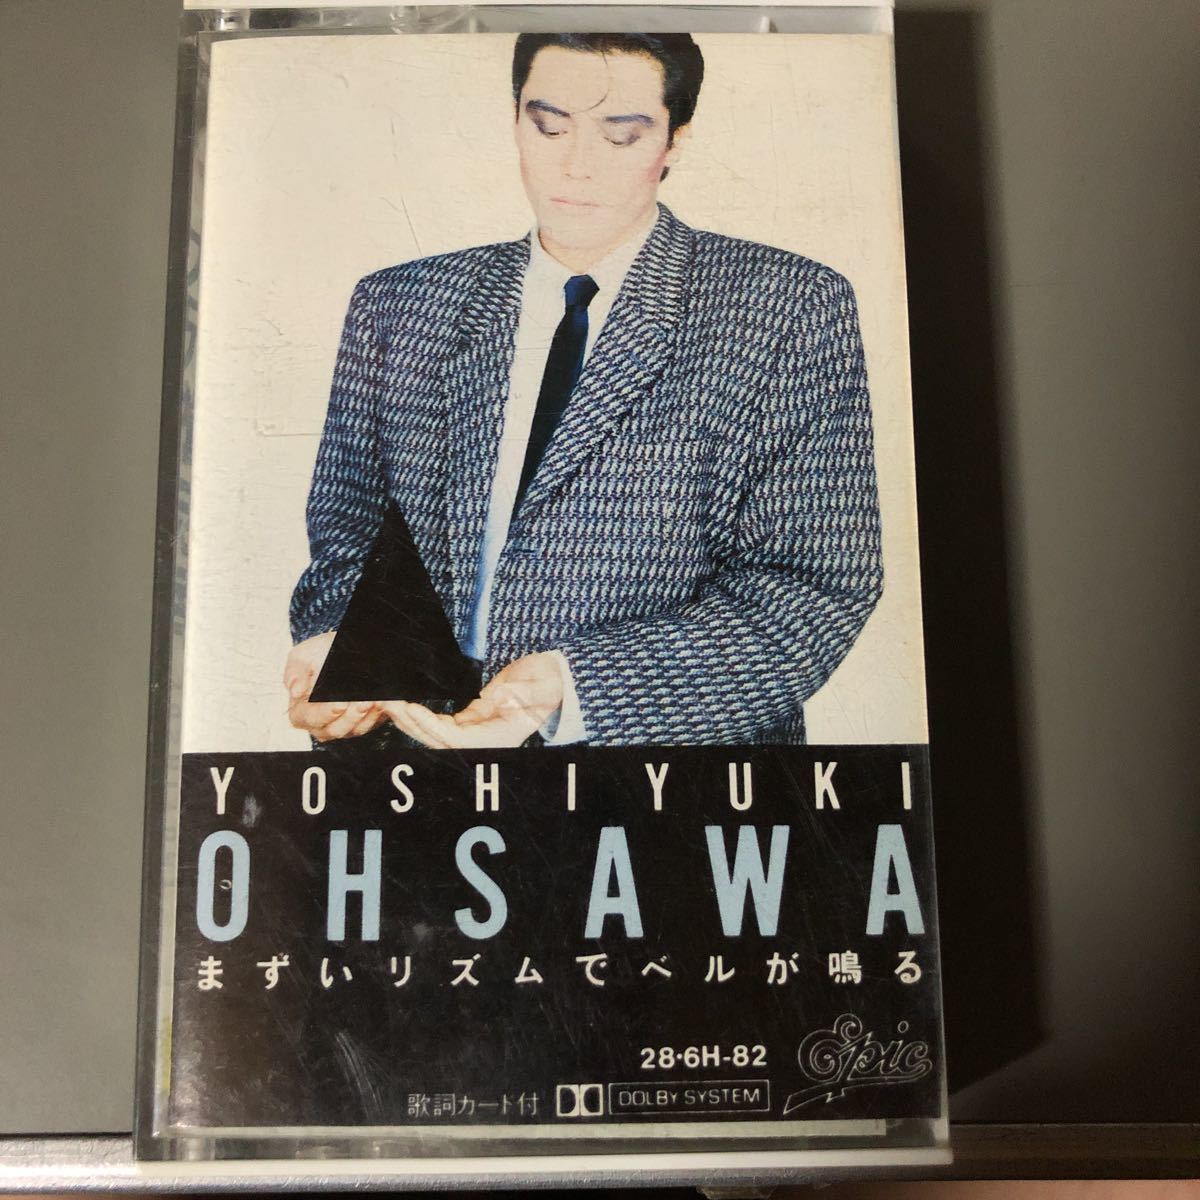 YOSHIYUKI
OHSAWA
まずいリズムでベルが鳴る
28・6H-82
Epic
歌詞カード付 DOLBY SYSTEM